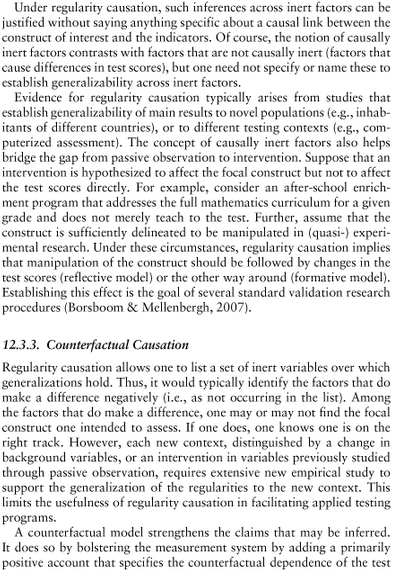 Under regularity causation, such inferences across inert factors can be
justified without saying anything specific about a causal link between the
construct of interest and the indicators. Of course, the notion of causally
inert factors contrasts with factors that are not causally inert (factors that
cause differences in test scores), but one need not specify or name these to
establish generalizability across inert factors.
Evidence for regularity causation typically arises from studies that
establish generalizability of main results to novel populations (e.g., inhab-
itants of different countries), or to different testing contexts (e.g., com-
puterized assessment). The concept of causally inert factors also helps
bridge the gap from passive observation to intervention. Suppose that an
intervention is hypothesized to affect the focal construct but not to affect
the test scores directly. For example, consider an after-school enrich-
ment program that addresses the full mathematics curriculum for a given
grade and does not merely teach to the test. Further, assume that the
construct is sufficiently delineated to be manipulated in (quasi-) experi-
mental research. Under these circumstances, regularity causation implies
that manipulation of the construct should be followed by changes in the
test scores (reflective model) or the other way around (formative model).
Establishing this effect is the goal of several standard validation research
procedures (Borsboom & Mellenbergh, 2007).
12.3.3. Counterfactual Causation
Regularity causation allows one to list a set of inert variables over which
generalizations hold. Thus, it would typically identify the factors that do
make a difference negatively (i.e., as not occurring in the list). Among
the factors that do make a difference, one may or may not find the focal
construct one intended to assess. If one does, one knows one is on the
right track. However, each new context, distinguished by a change in
background variables, or an intervention in variables previously studied
through passive observation, requires extensive new empirical study to
support the generalization of the regularities to the new context. This
limits the usefulness of regularity causation in facilitating applied testing
programs.
A counterfactual model strengthens the claims that may be inferred.
It does so by bolstering the measurement system by adding a primarily
positive account that specifies the counterfactual dependence of the test